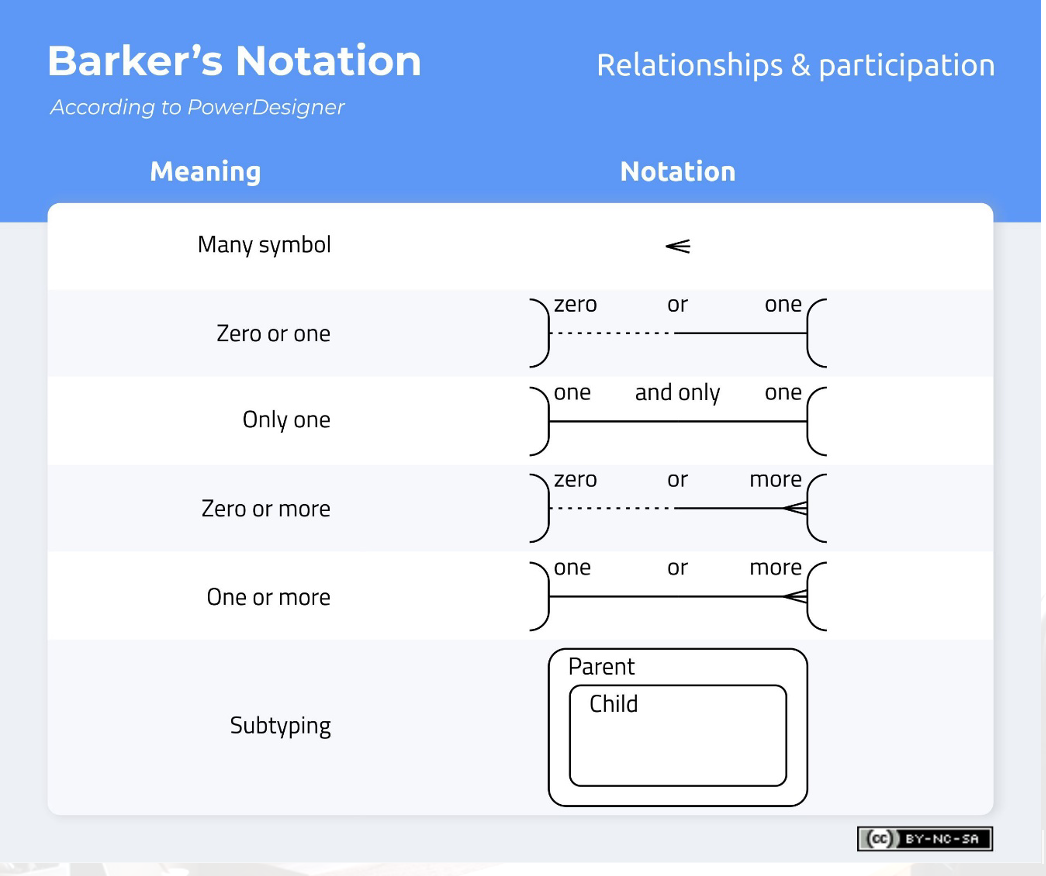 Barker’s Notation
Relationships & participation
According to PowerDesigner
Meaning
Notation
Many symbol
Zero or one
zero or one
Only one
one and only one
Zero or more
zero or more
One or more
one or more
Subtyping
Parent
Child
cc BY-NC-SA